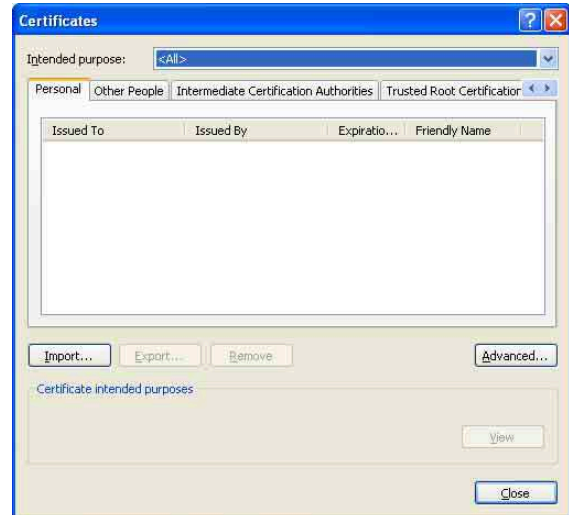 Certificates
Intended purpose: <All>
Personal Other People Intermediate Certification Authorities Trusted Root Certification
Issued To Issued By Expiratio... Friendly Name
Import... Export... Remove Advanced...
Certificate intended purposes
View
Close